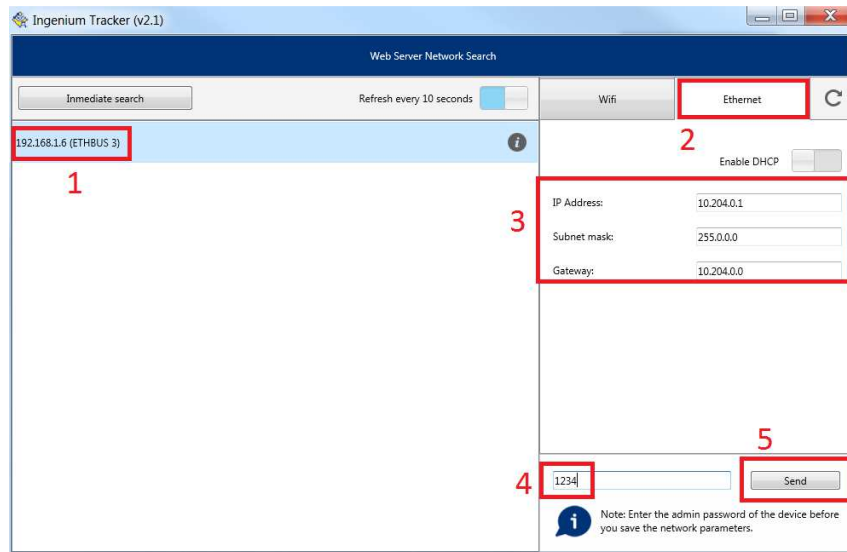 Ingenium Tracker (v2.1)
Web Server Network Search
Inmediate search
Refresh every 10 seconds
Wifi
Ethernet
192.168.1.6 (ETHBUS 3)
i
1
2
Enable DHCP
3
IP Address: 10.204.0.1
Subnet mask: 255.0.0.0
Gateway: 10.204.0.0
5
4
1234
Send
i
Note: Enter the admin password of the device before
you save the network parameters.